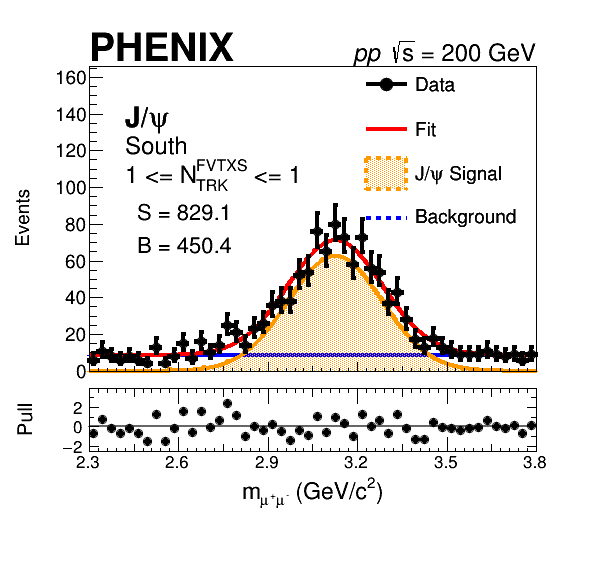 PHENIX
pp √s = 200 GeV
J/ψ
South
1 <= N_TRK^FVTXS <= 1
S = 829.1
B = 450.4
Data
Fit
J/ψ Signal
Background
Events
160
140
120
100
80
60
40
20
0
Pull
2
0
−2
2.3 2.6 2.9 3.2 3.5 3.8
m_μ⁺μ⁻ (GeV/c²)